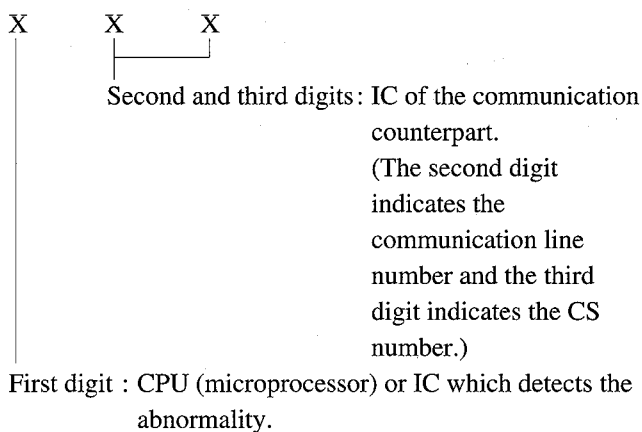 X X X
Second and third digits: IC of the communication
counterpart.
(The second digit
indicates the
communication line
number and the third
digit indicates the CS
number.)
First digit : CPU (microprocessor) or IC which detects the
abnormality.